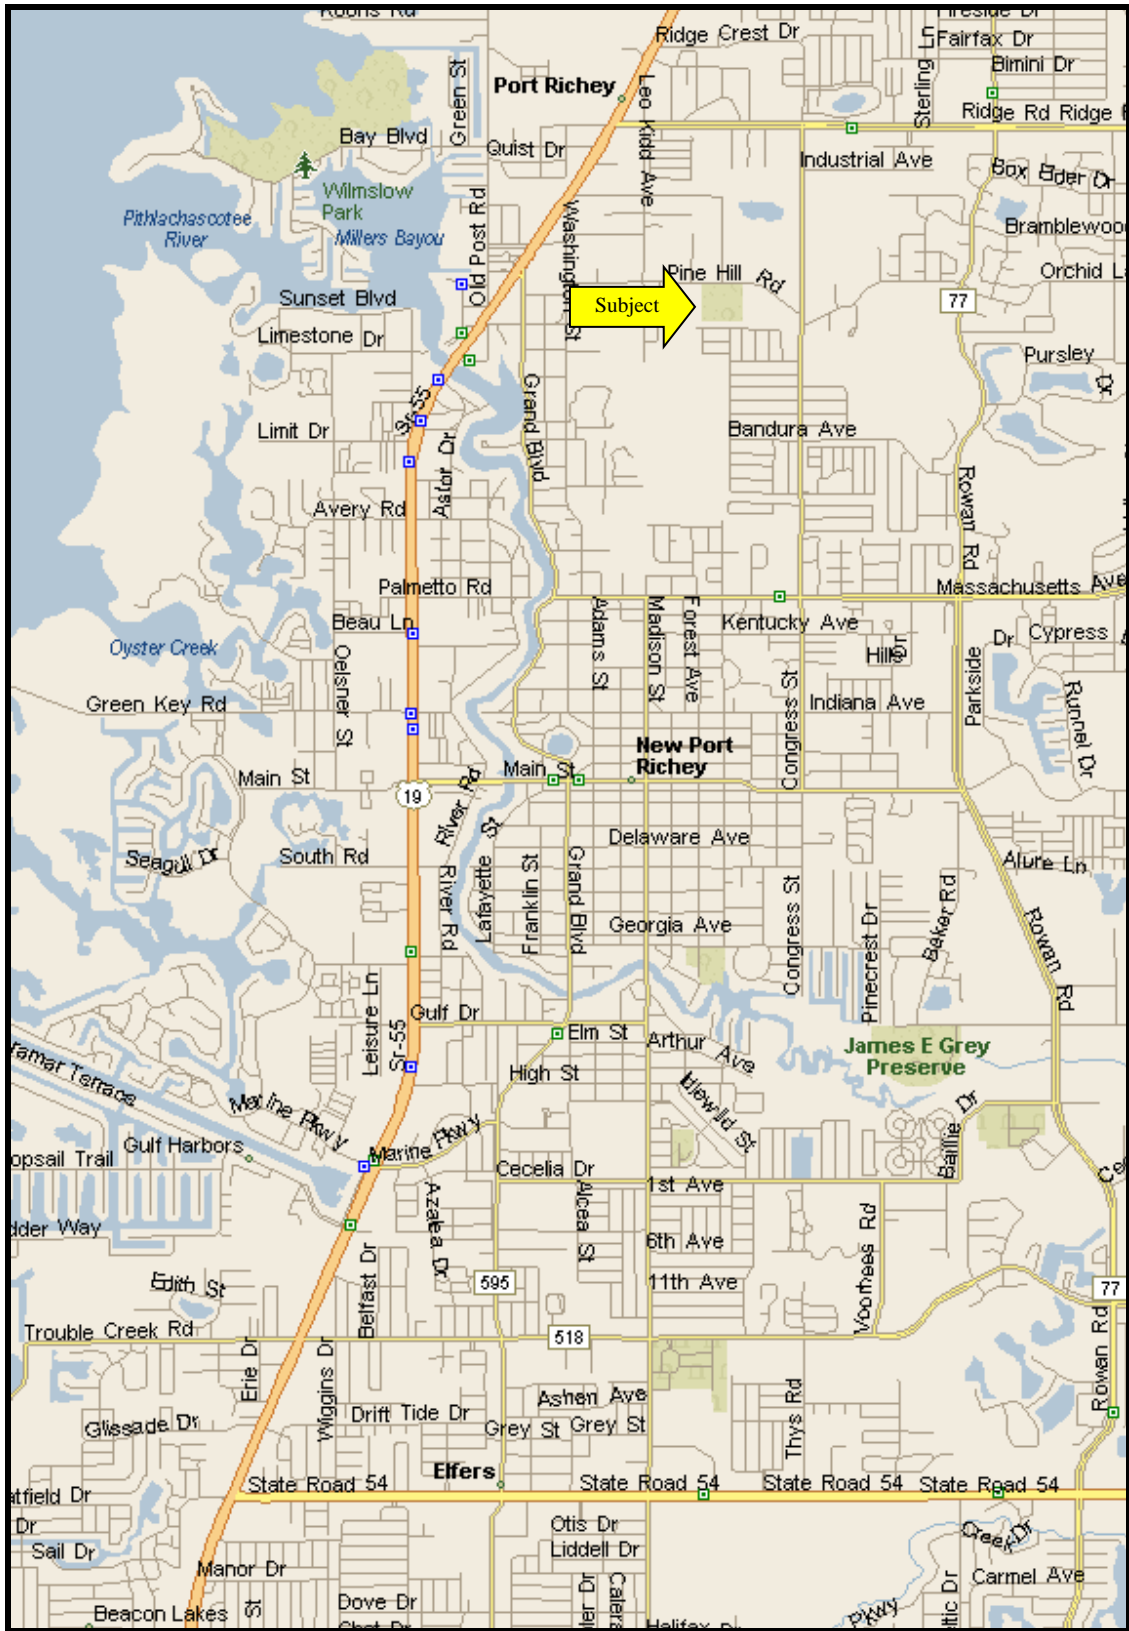 Ridge Crest Dr
Fairfax Dr
Bimini Dr
Sterling Ln
Green St
Port Richey
Leo Kidd Ave
Ridge Rd Ridge
Bay Blvd
Quist Dr
Industrial Ave
Box Elder Dr
Wilmslow
Park
Pithlachascotee
River
Millers Bayou
Old Post Rd
Washington St
Orchid
Pine Hill Rd
Subject
77
Sunset Blvd
Limestone Dr
Pursley Dr
Sr-55
Grand Blvd
Limit Dr
Astor Dr
Bandura Ave
Rowan Rd
Avery Rd
Palmetto Rd
Massachusetts Ave
Beau Ln
Adams St
Madison St
Forest Ave
Kentucky Ave
Dr
Cypress
Oyster Creek
Oelsner St
Hills Dr
Parkside
Runnel Dr
Green Key Rd
Congress St
Indiana Ave
New Port
Richey
Main St
Main St
19
River Rd
Delaware Ave
Seagull Dr
South Rd
Lafayette St
Franklin St
Grand Blvd
Alure Ln
River Rd
Congress St
Pinecrest Dr
Baker Rd
Georgia Ave
Rowan Rd
Leisure Ln
Sr-55
Gulf Dr
Elm St
Arthur Ave
James E Grey
Preserve
High St
Idlewild St
Marine Pkwy
Marine Pkwy
Gulf Harbors
Baillie Dr
Cecelia Dr
1st Ave
Azalea Dr
Alcea St
6th Ave
Voorhees Rd
Edith St
Belfast Dr
595
11th Ave
77
Trouble Creek Rd
518
Erie Dr
Wiggins Dr
Rowan Rd
Ashen Ave
Thys Rd
Glissade Dr
Drift Tide Dr
Grey St
Grey St
Elfers
State Road 54
State Road 54
State Road 54
State Road 54
Dr
Otis Dr
Creek Dr
Sail Dr
Liddell Dr
Manor Dr
Carmel Ave
Beacon Lakes
St
Dove Dr
Pkwy